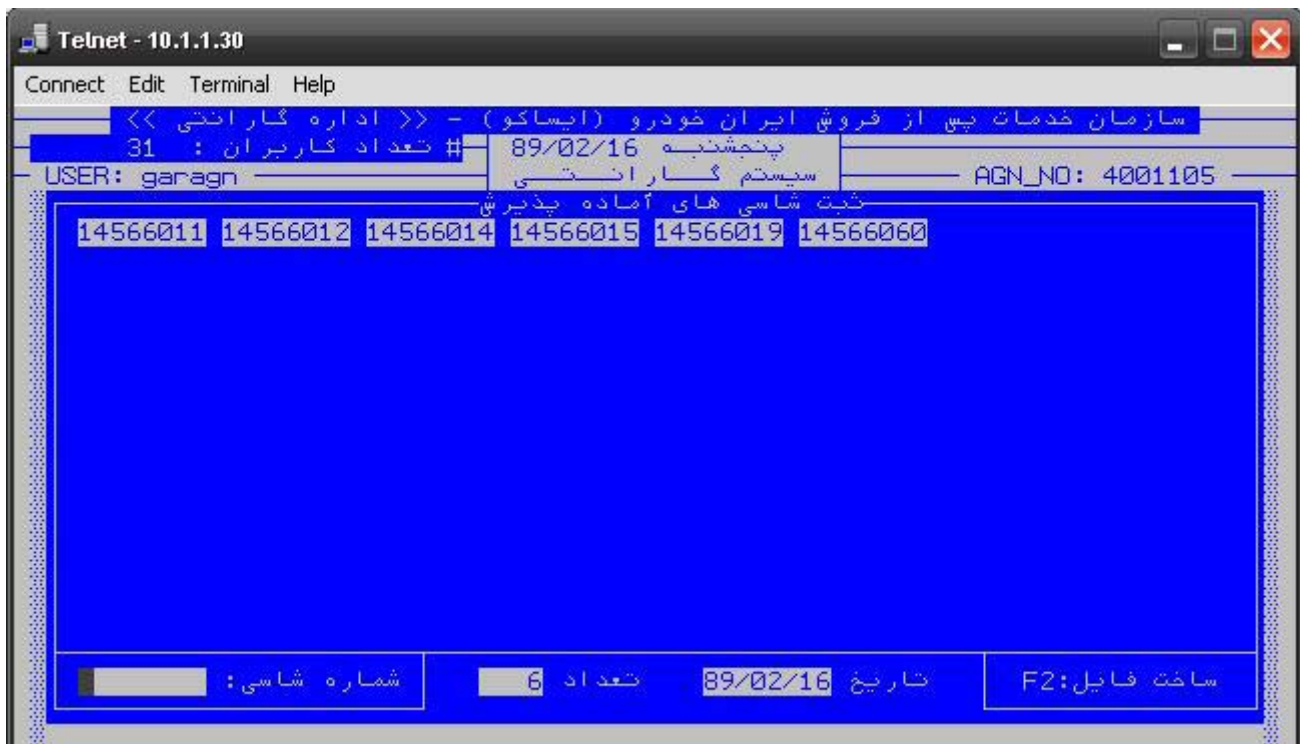 Telnet - 10.1.1.30
Connect Edit Terminal Help
سازمان خدمات پس از فروش ایران خودرو (ایساکو) - << اداره گارانتی >>
پنجشنبه 89/02/16 # تعداد کاربران : 31
USER: garagn سیستم گارانتی AGN_NO: 4001105
ثبت شاسی های آماده پذیرش
14566011 14566012 14566014 14566015 14566019 14566060
ساخت فایل:F2 تاریخ 89/02/16 تعداد 6 شماره شاسی: